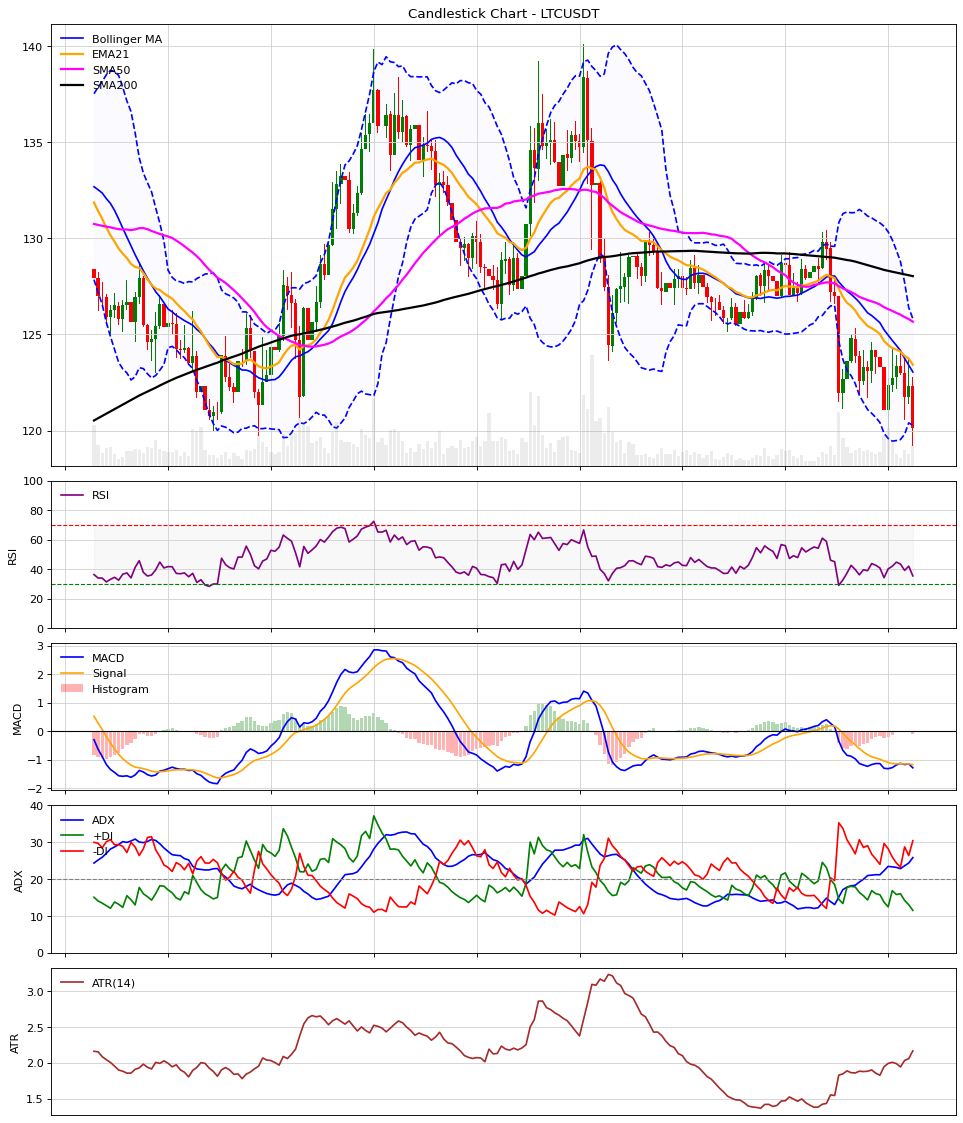 Candlestick Chart - LTCUSDT
Bollinger MA
EMA21
SMA50
SMA200
140
135
130
125
120
RSI
100
80
60
40
20
0
RSI
MACD
Signal
Histogram
3
2
1
0
−1
−2
MACD
ADX
+DI
-DI
40
30
20
10
0
ADX
ATR(14)
3.0
2.5
2.0
1.5
ATR